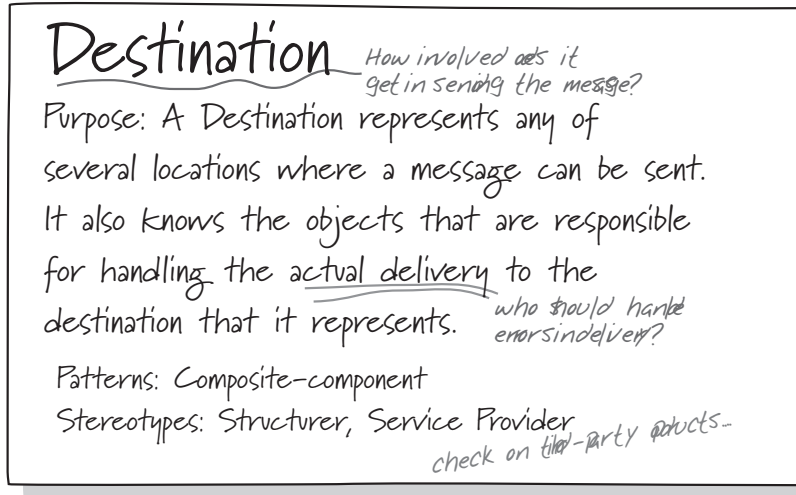 Destination
How involved does it
get in sending the message?
Purpose: A Destination represents any of
several locations where a message can be sent.
It also knows the objects that are responsible
for handling the actual delivery to the
destination that it represents.
who should handle
errors in delivery?
Patterns: Composite-component
Stereotypes: Structurer, Service Provider
check on third-party products...